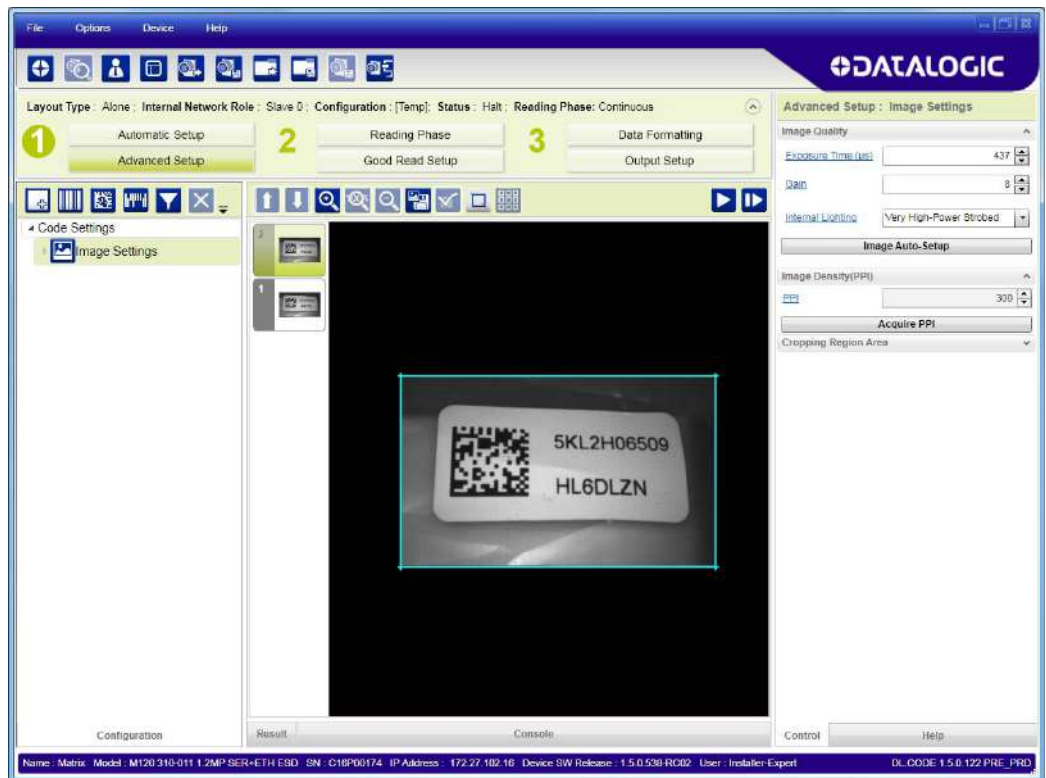 File Options Device Help
DATALOGIC
Layout Type : Alone ; Internal Network Role : Slave 0 ; Configuration : [Temp]; Status : Halt ; Reading Phase: Continuous
1 Automatic Setup
Advanced Setup
2 Reading Phase
Good Read Setup
3 Data Formatting
Output Setup
Code Settings
Image Settings
2
1
5KL2H06509
HL6DLZN
Configuration
Result Console
Advanced Setup : Image Settings
Image Quality
Exposure Time (µs) 437
Gain 8
Internal Lighting Very High-Power Strobed
Image Auto-Setup
Image Density(PPI)
PPI 300
Acquire PPI
Cropping Region Area
Control Help
Name : Matrix Model : M120 310-011 1.2MP SER+ETH ESD SN : C16P00174 IP Address : 172.27.102.16 Device SW Release : 1.5.0.538-RC02 User : Installer-Expert DL.CODE 1.5.0.122 PRE_PRD